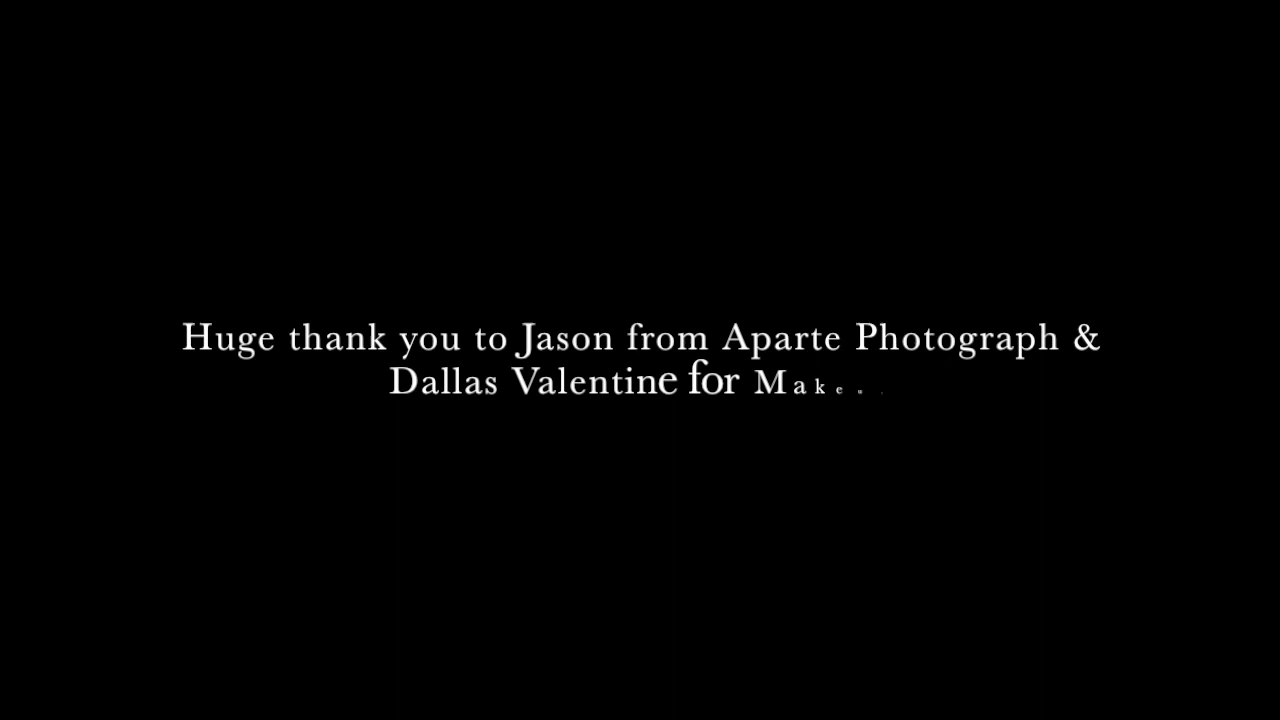 Huge thank you to Jason from Aparte Photograph &
Dallas Valentine for Make